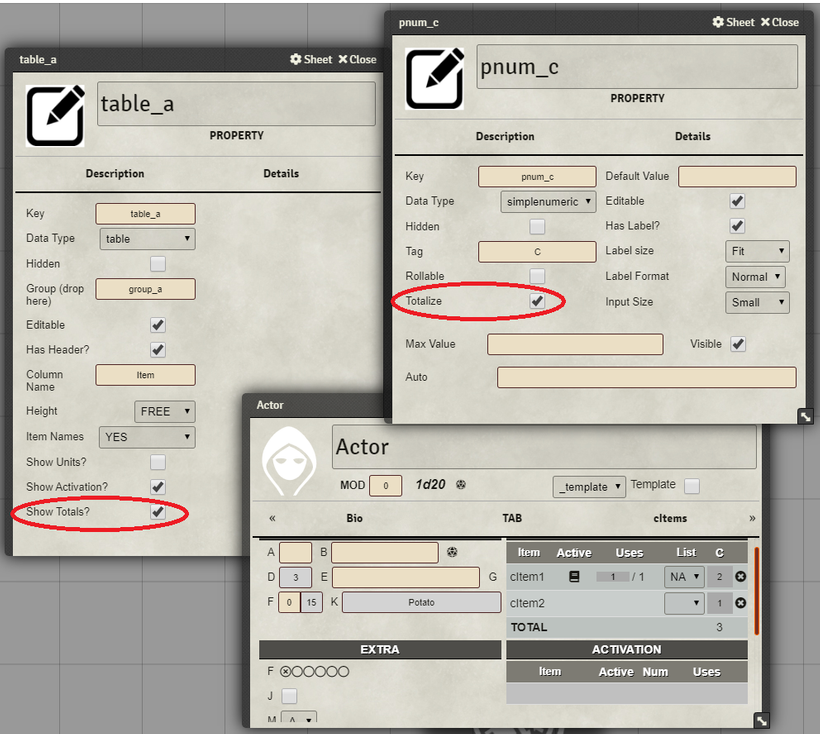 table_a
Sheet Close
table_a
PROPERTY
Description Details
Key table_a
Data Type table
Hidden
Group (drop
here) group_a
Editable
Has Header?
Column
Name Item
Height FREE
Item Names YES
Show Units?
Show Activation?
Show Totals?
pnum_c
Sheet Close
pnum_c
PROPERTY
Description Details
Key pnum_c Default Value
Data Type simplenumeric Editable
Hidden Has Label?
Tag C Label size Fit
Rollable Label Format Normal
Totalize Input Size Small
Max Value Visible
Auto
Actor
Actor
MOD 0 1d20 _template Template
« Bio TAB cItems »
A B
D 3 E G
F 0 15 K Potato
EXTRA
F
J
M A
Item Active Uses List C
cItem1 1 / 1 NA 2
cItem2 1
TOTAL 3
ACTIVATION
Item Active Num Uses